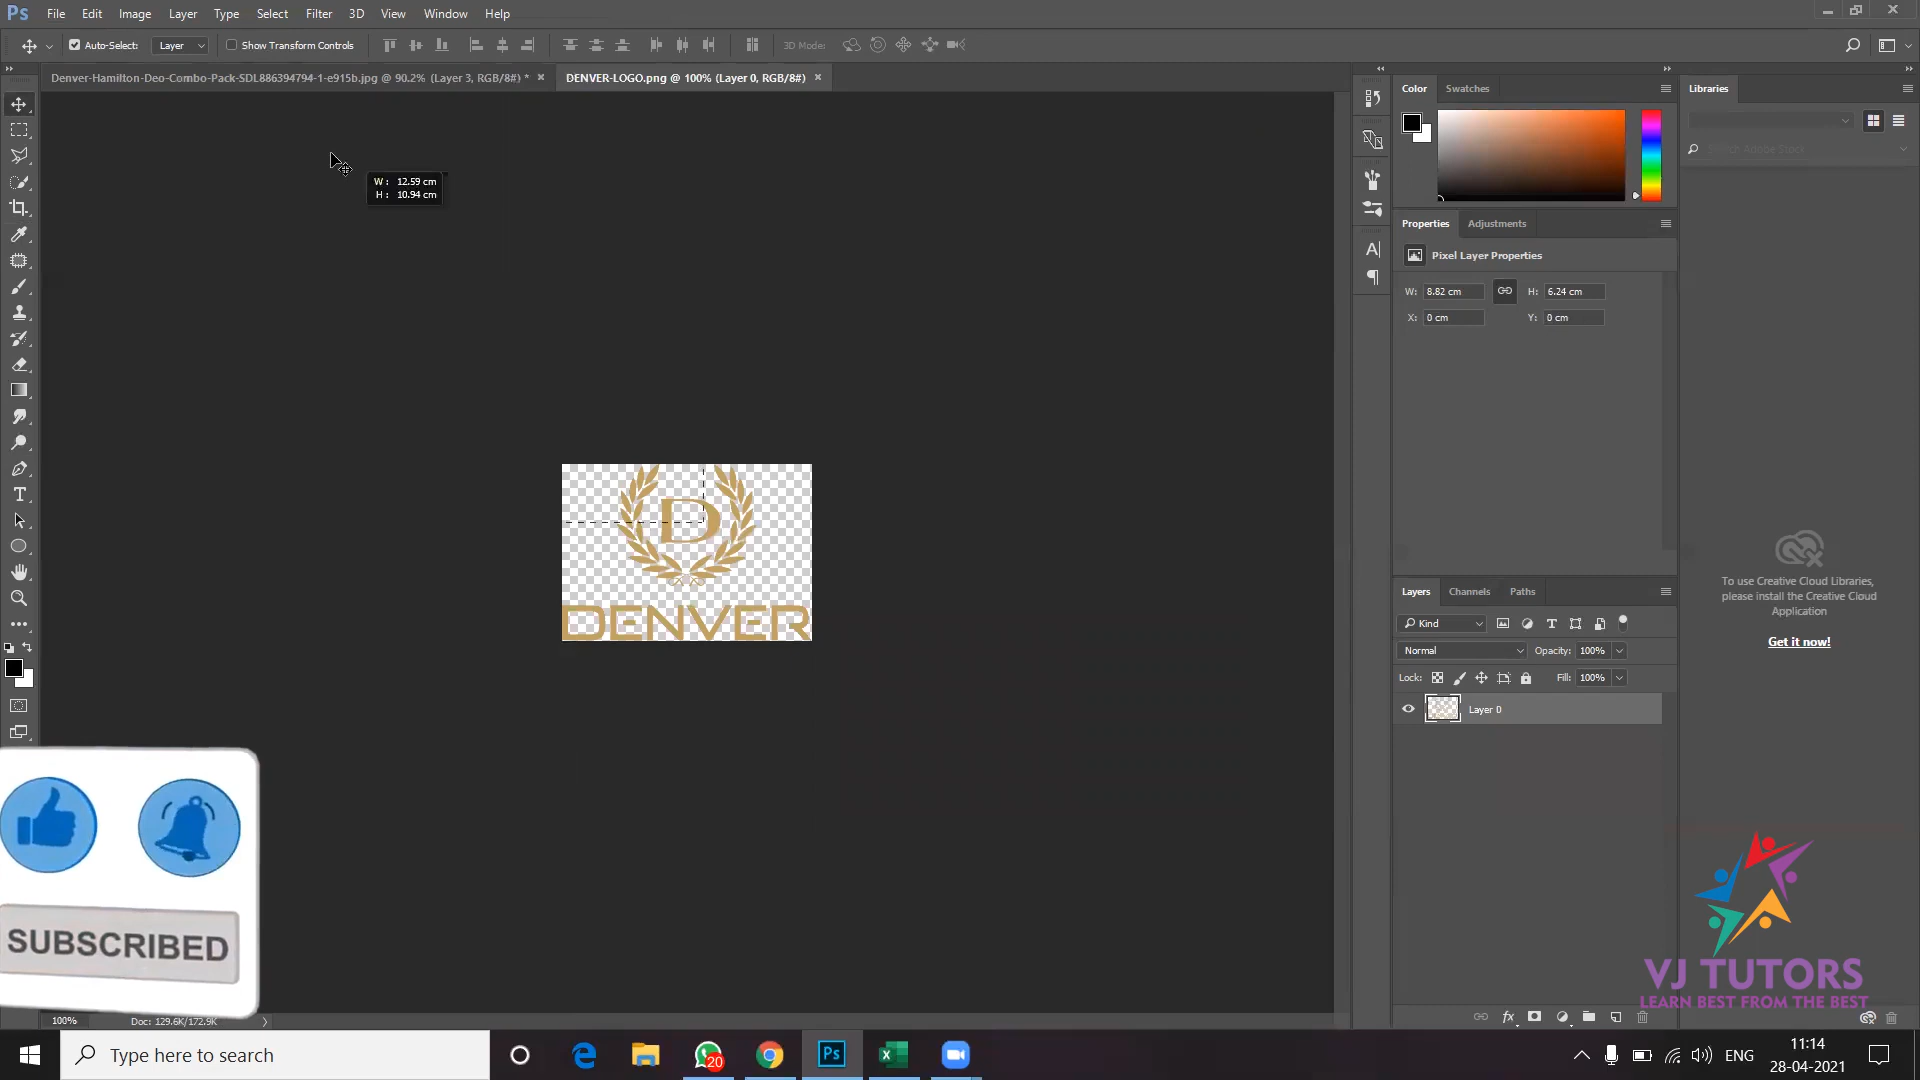 Ps File Edit Image Layer Type Select Filter 3D View Window Help
Auto-Select: Layer Show Transform Controls 3D Mode:
Denver-Hamilton-Deo-Combo-Pack-SDL886394794-1-e915b.jpg @ 90.2% (Layer 3, RGB/8#) *
DENVER-LOGO.png @ 100% (Layer 0, RGB/8#)
W: 12.59 cm
H: 10.94 cm
D
DENVER
Color Swatches
Properties Adjustments
Pixel Layer Properties
W: 8.82 cm H: 6.24 cm
X: 0 cm Y: 0 cm
Layers Channels Paths
Kind
Normal Opacity: 100%
Lock: Fill: 100%
Layer 0
Libraries
Search Adobe Stock
To use Creative Cloud Libraries,
please install the Creative Cloud
Application
Get it now!
SUBSCRIBED
VJ TUTORS
LEARN BEST FROM THE BEST
100% Doc: 129.6K/172.9K
Type here to search
20
Ps
ENG
11:14
28-04-2021